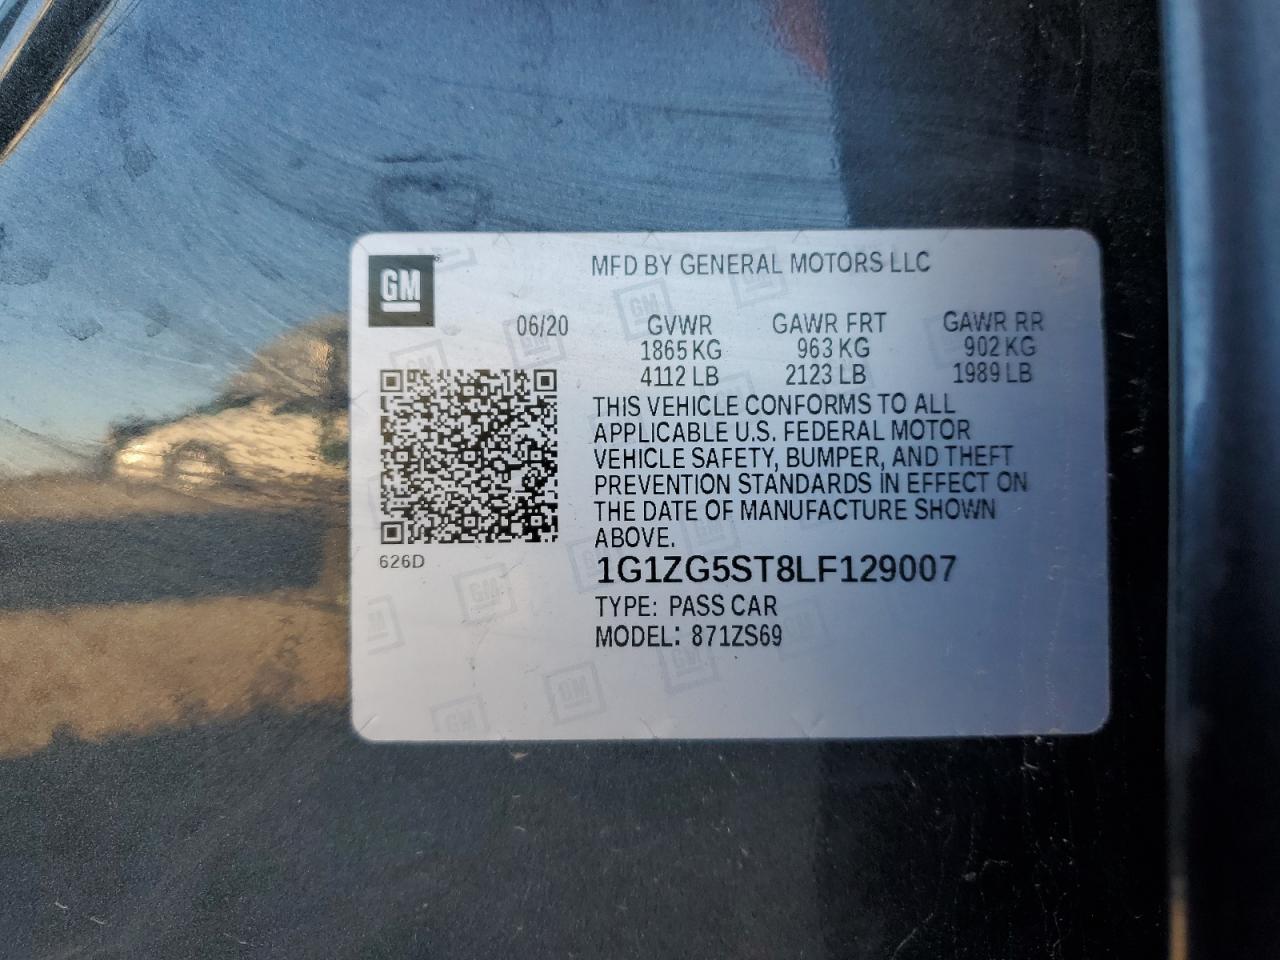 GM
MFD BY GENERAL MOTORS LLC
06/20 GVWR GAWR FRT GAWR RR
1865 KG 963 KG 902 KG
4112 LB 2123 LB 1989 LB
THIS VEHICLE CONFORMS TO ALL
APPLICABLE U.S. FEDERAL MOTOR
VEHICLE SAFETY, BUMPER, AND THEFT
PREVENTION STANDARDS IN EFFECT ON
THE DATE OF MANUFACTURE SHOWN
ABOVE.
626D
1G1ZG5ST8LF129007
TYPE: PASS CAR
MODEL: 871ZS69